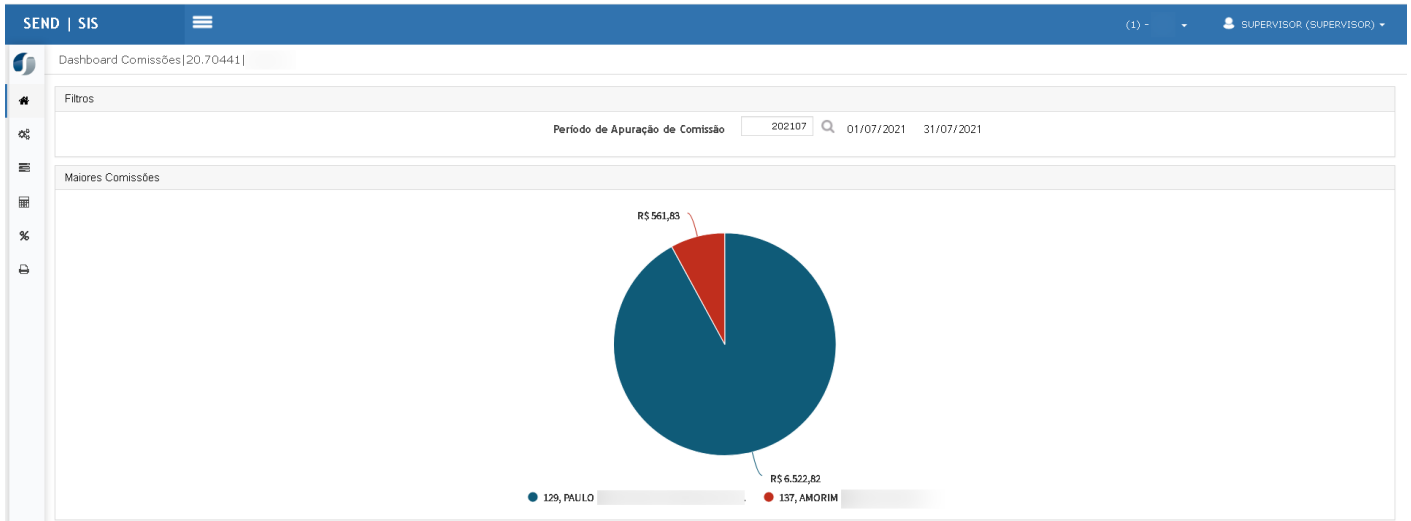 SEND | SIS (1) - SUPERVISOR (SUPERVISOR)
Dashboard Comissões|20.70441|
Filtros
Período de Apuração de Comissão 202107 01/07/2021 31/07/2021
Maiores Comissões
R$ 561,83
R$ 6.522,82
129, PAULO . 137, AMORIM